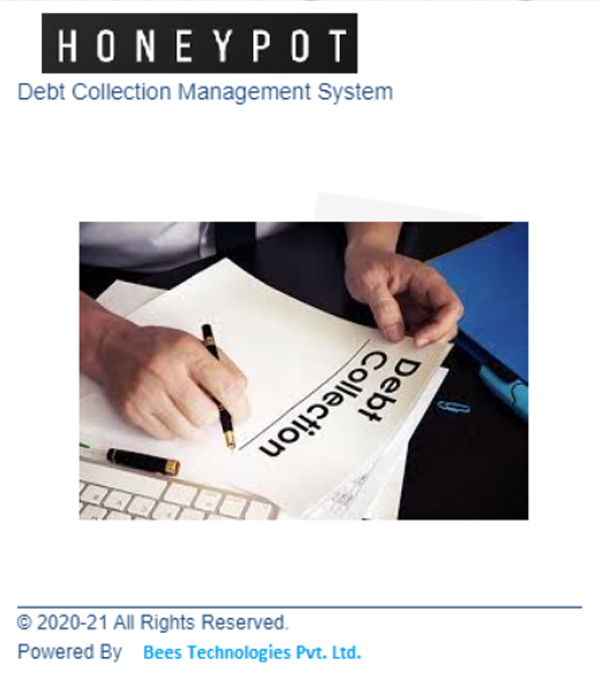 HONEYPOT
Debt Collection Management System
Debt
Collection
© 2020-21 All Rights Reserved.
Powered By Bees Technologies Pvt. Ltd.